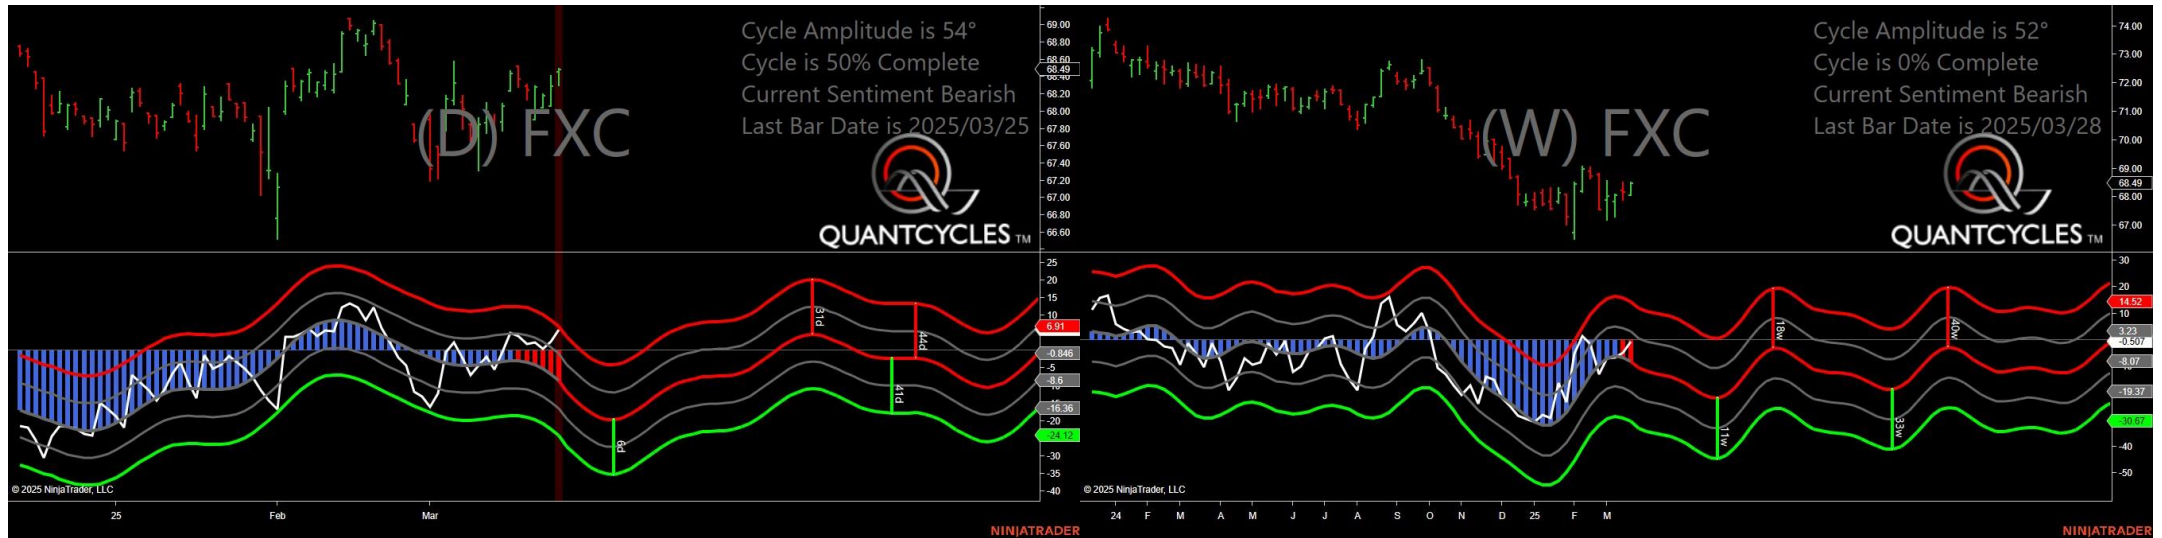 Cycle Amplitude is 54°
Cycle is 50% Complete
Current Sentiment Bearish
Last Bar Date is 2025/03/25
(D) FXC
QUANTCYCLES TM
69.00
68.80
68.60
68.49
68.40
68.20
68.00
67.80
67.60
67.40
67.20
67.00
66.80
66.60
25
20
15
10
6.91
-0.846
-5
-8.6
-16.36
-20
-24.12
-30
-35
-40
31d
44d
41d
6d
© 2025 NinjaTrader, LLC
25 Feb Mar
NINJATRADER
Cycle Amplitude is 52°
Cycle is 0% Complete
Current Sentiment Bearish
Last Bar Date is 2025/03/28
(W) FXC
QUANTCYCLES TM
74.00
73.00
72.00
71.00
70.00
69.00
68.49
68.00
67.00
30
20
14.52
3.23
-0.507
-8.07
-19.37
-30.67
-40
-50
18w
40w
11w
33w
© 2025 NinjaTrader, LLC
24 F M A M J J A S O N D 25 F M
NINJATRADER